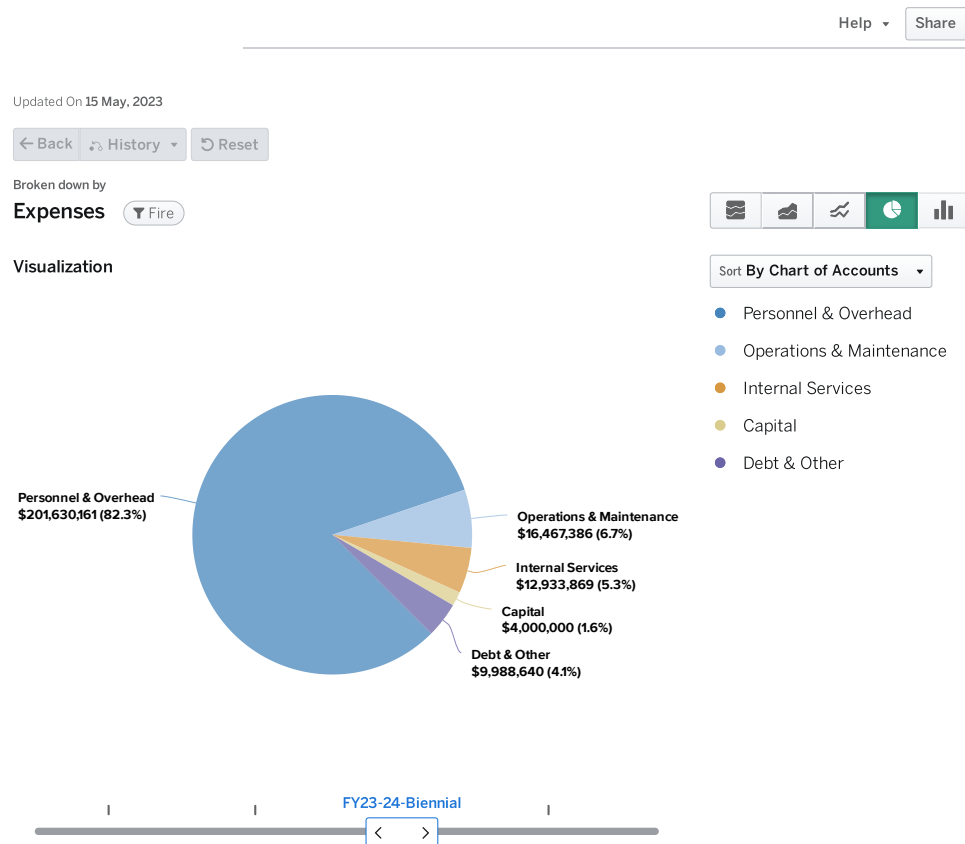 Help
Share
Updated On 15 May, 2023
Back
History
Reset
Broken down by
Expenses
Fire
Visualization
Sort By Chart of Accounts
Personnel & Overhead
Operations & Maintenance
Internal Services
Capital
Debt & Other
Personnel & Overhead
$201,630,161 (82.3%)
Operations & Maintenance
$16,467,386 (6.7%)
Internal Services
$12,933,869 (5.3%)
Capital
$4,000,000 (1.6%)
Debt & Other
$9,988,640 (4.1%)
FY23-24-Biennial